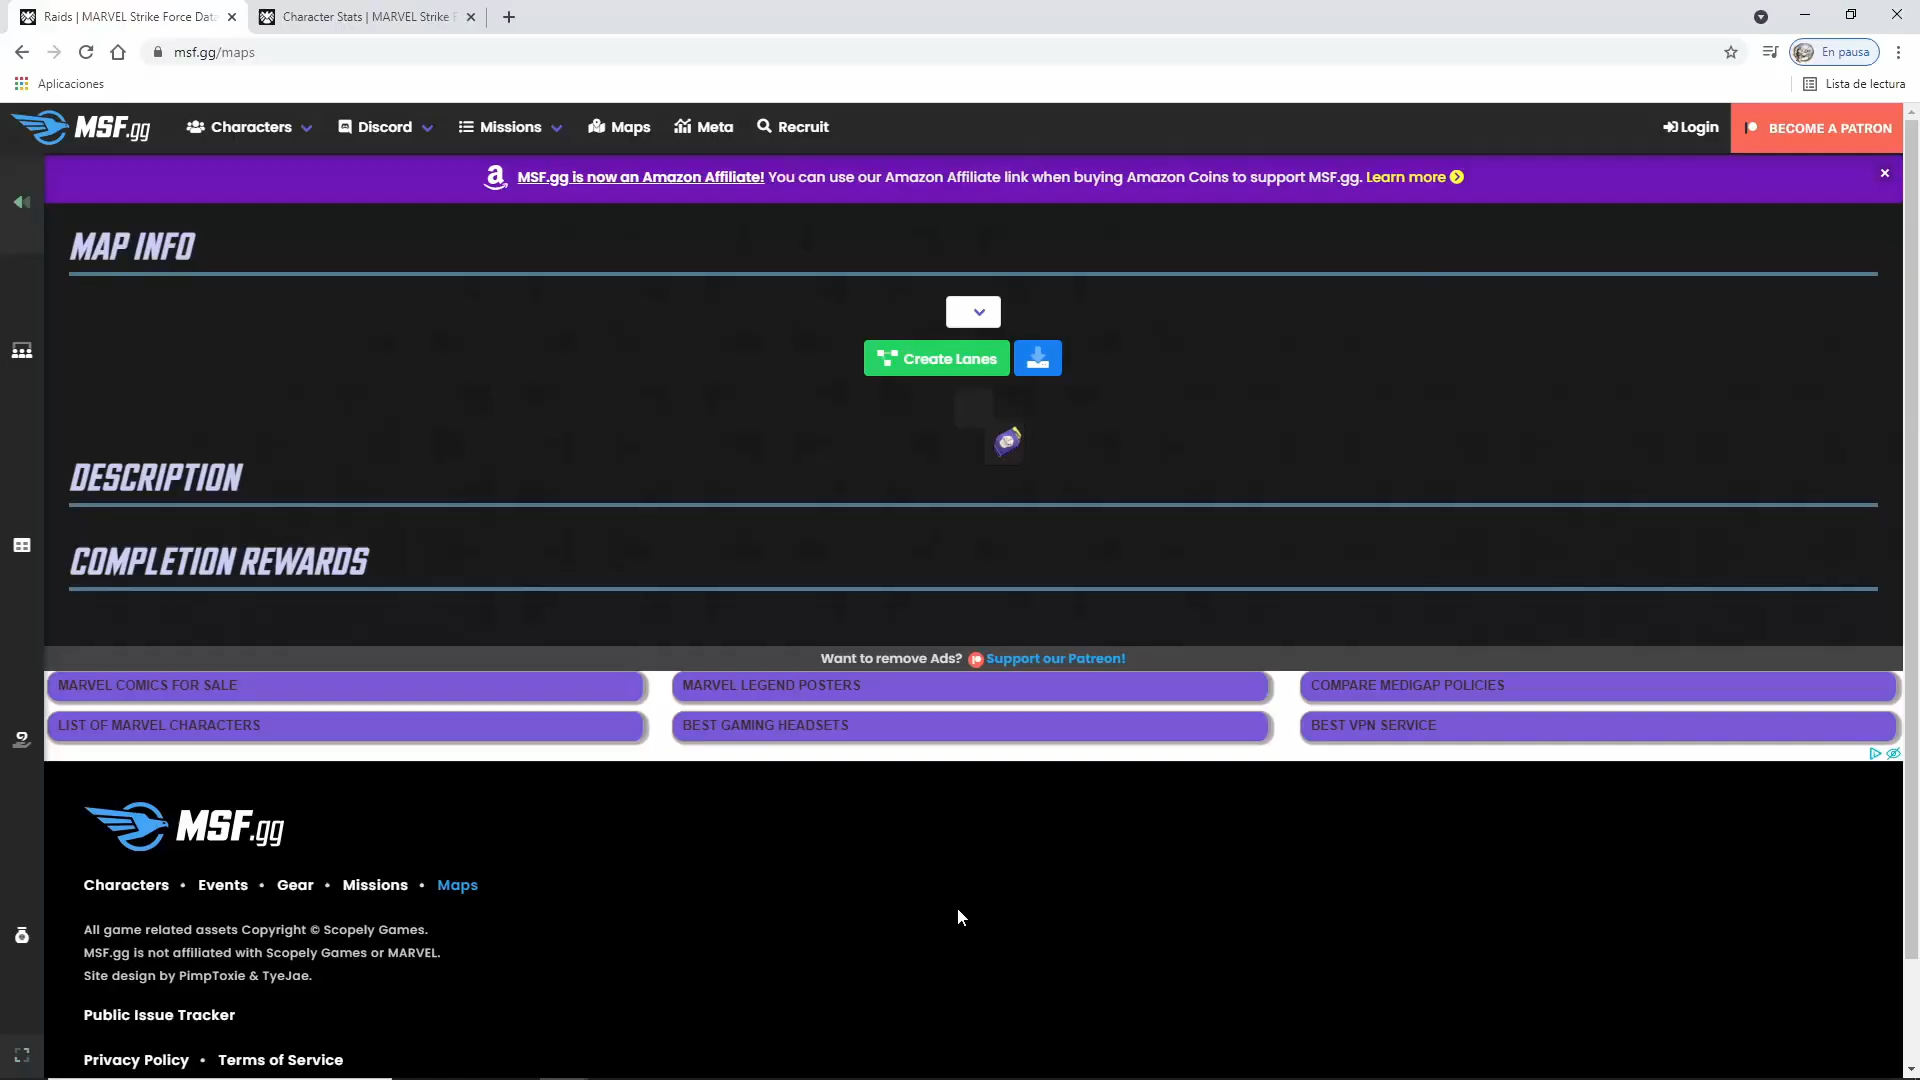 Raids | MARVEL Strike Force Data
Character Stats | MARVEL Strike F
msf.gg/maps
En pausa
Aplicaciones
Lista de lectura
MSF.gg
Characters
Discord
Missions
Maps
Meta
Recruit
Login
BECOME A PATRON
MSF.gg is now an Amazon Affiliate! You can use our Amazon Affiliate link when buying Amazon Coins to support MSF.gg. Learn more
MAP INFO
Create Lanes
DESCRIPTION
COMPLETION REWARDS
Want to remove Ads? Support our Patreon!
MARVEL COMICS FOR SALE
MARVEL LEGEND POSTERS
COMPARE MEDIGAP POLICIES
LIST OF MARVEL CHARACTERS
BEST GAMING HEADSETS
BEST VPN SERVICE
MSF.gg
Characters • Events • Gear • Missions • Maps
All game related assets Copyright © Scopely Games.
MSF.gg is not affiliated with Scopely Games or MARVEL.
Site design by PimpToxie & TyeJae.
Public Issue Tracker
Privacy Policy • Terms of Service